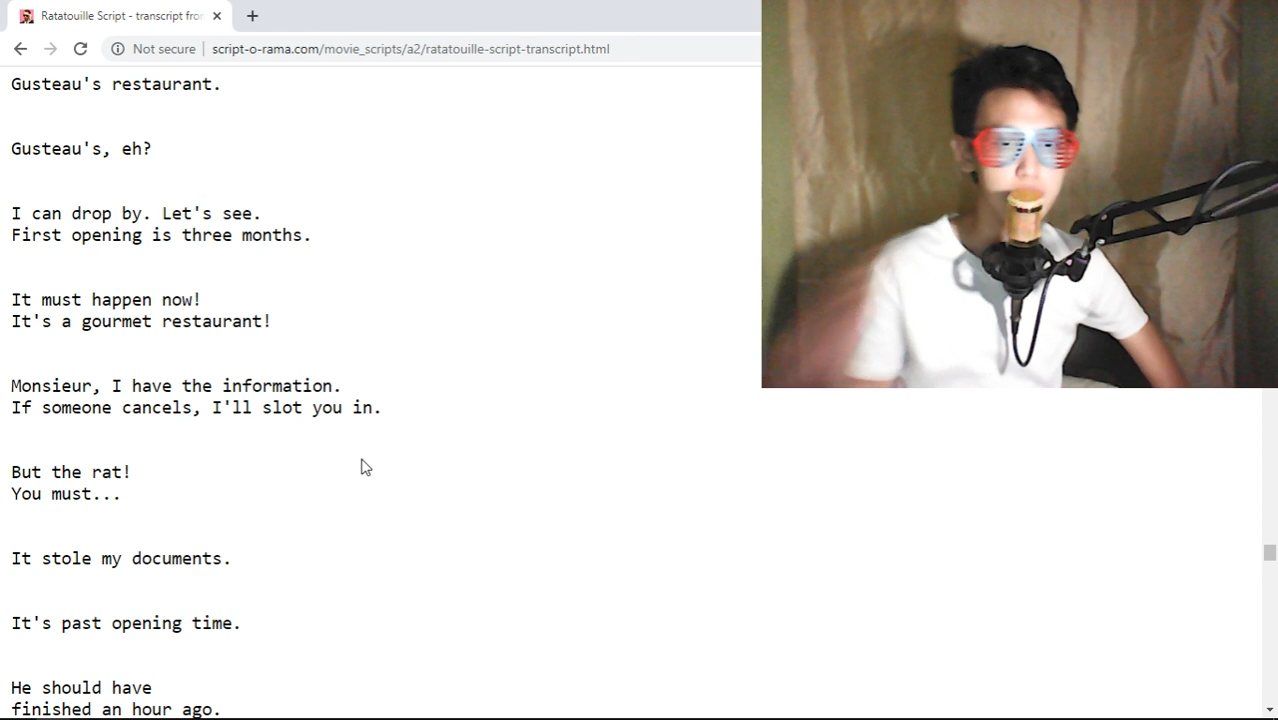 Ratatouille Script - transcript fro
Not secure
script-o-rama.com/movie_scripts/a2/ratatouille-script-transcript.html
Gusteau's restaurant.
Gusteau's, eh?
I can drop by. Let's see.
First opening is three months.
It must happen now!
It's a gourmet restaurant!
Monsieur, I have the information.
If someone cancels, I'll slot you in.
But the rat!
You must...
It stole my documents.
It's past opening time.
He should have
finished an hour ago.